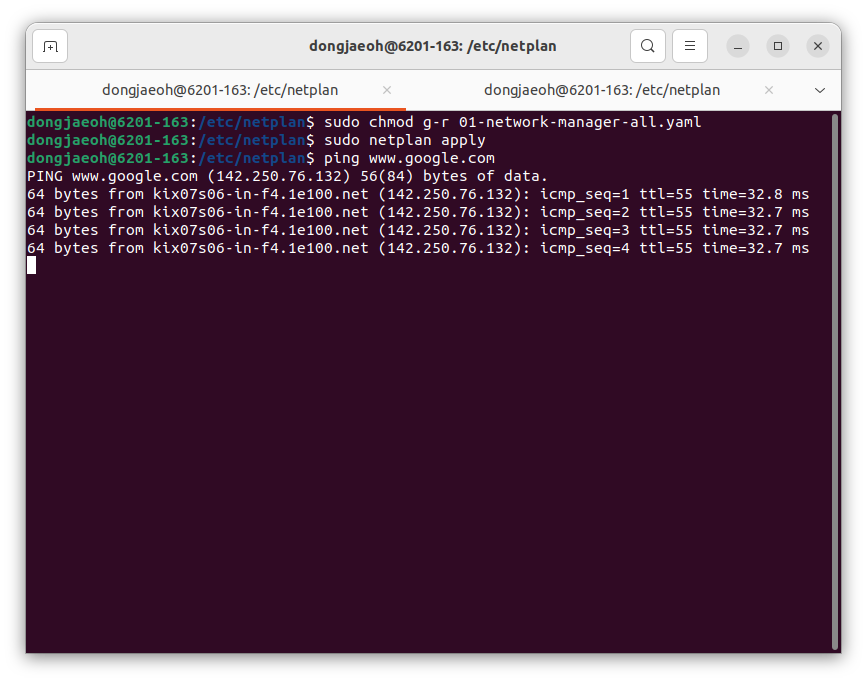 dongjaeoh@6201-163: /etc/netplan
dongjaeoh@6201-163: /etc/netplan
dongjaeoh@6201-163: /etc/netplan
dongjaeoh@6201-163:/etc/netplan$ sudo chmod g-r 01-network-manager-all.yaml
dongjaeoh@6201-163:/etc/netplan$ sudo netplan apply
dongjaeoh@6201-163:/etc/netplan$ ping www.google.com
PING www.google.com (142.250.76.132) 56(84) bytes of data.
64 bytes from kix07s06-in-f4.1e100.net (142.250.76.132): icmp_seq=1 ttl=55 time=32.8 ms
64 bytes from kix07s06-in-f4.1e100.net (142.250.76.132): icmp_seq=2 ttl=55 time=32.7 ms
64 bytes from kix07s06-in-f4.1e100.net (142.250.76.132): icmp_seq=3 ttl=55 time=32.7 ms
64 bytes from kix07s06-in-f4.1e100.net (142.250.76.132): icmp_seq=4 ttl=55 time=32.7 ms